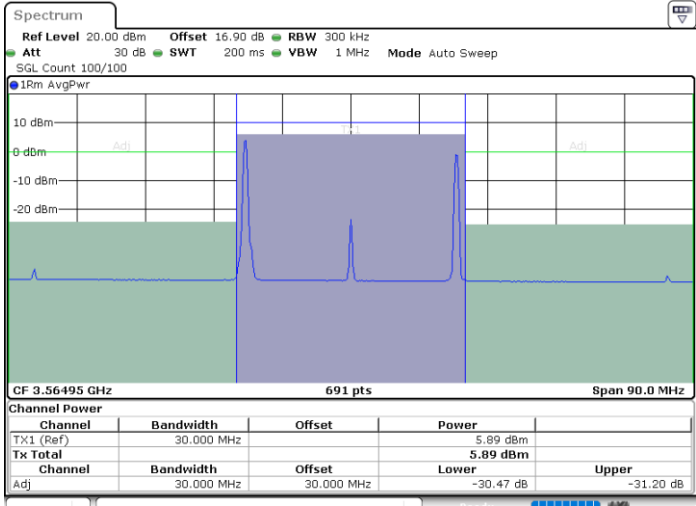 Spectrum
Ref Level 20.00 dBm Offset 16.90 dB RBW 300 kHz
Att 30 dB SWT 200 ms VBW 1 MHz Mode Auto Sweep
SGL Count 100/100
1Rm AvgPwr
10 dBm
TX1
Adj
0 dBm
Adj
-10 dBm
-20 dBm
CF 3.56495 GHz 691 pts Span 90.0 MHz
Channel Power
Channel Bandwidth Offset Power
TX1 (Ref) 30.000 MHz 5.89 dBm
Tx Total 5.89 dBm
Channel Bandwidth Offset Lower Upper
Adj 30.000 MHz 30.000 MHz -30.47 dB -31.20 dB